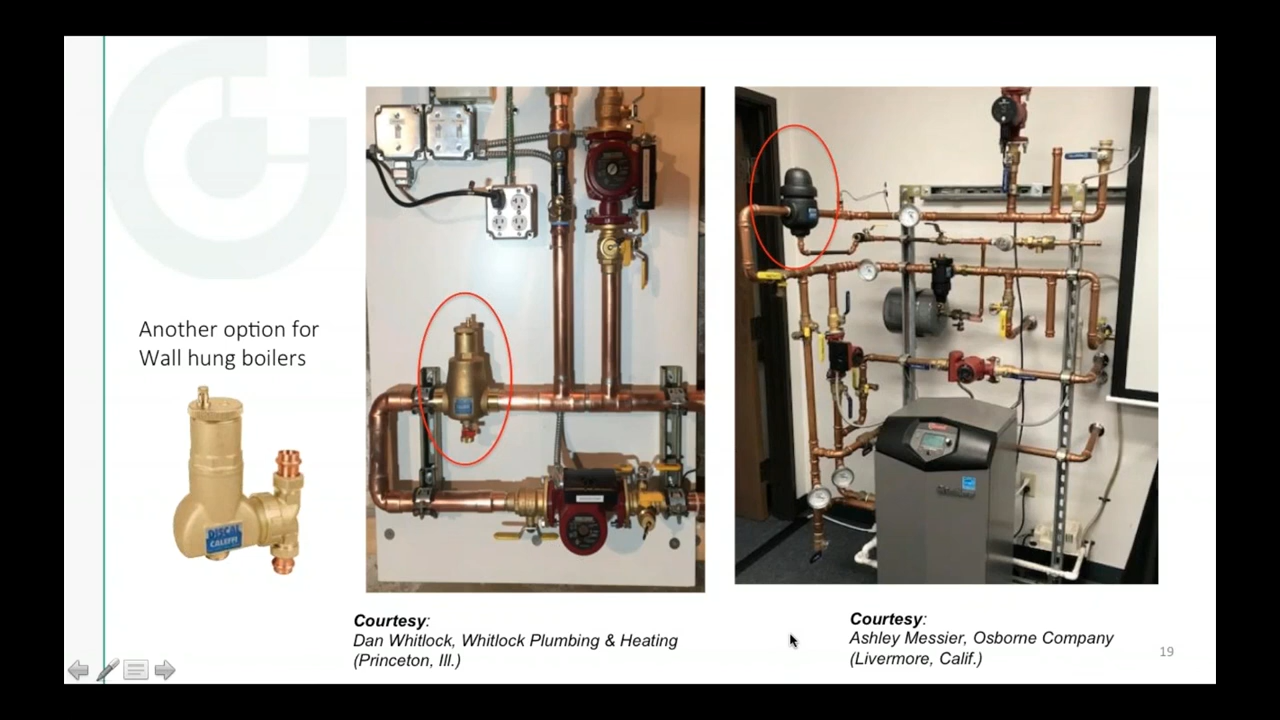 Another option for
Wall hung boilers
DISCAL
CALEFFI
Courtesy:
Dan Whitlock, Whitlock Plumbing & Heating
(Princeton, Ill.)
Courtesy:
Ashley Messier, Osborne Company
(Livermore, Calif.)
19